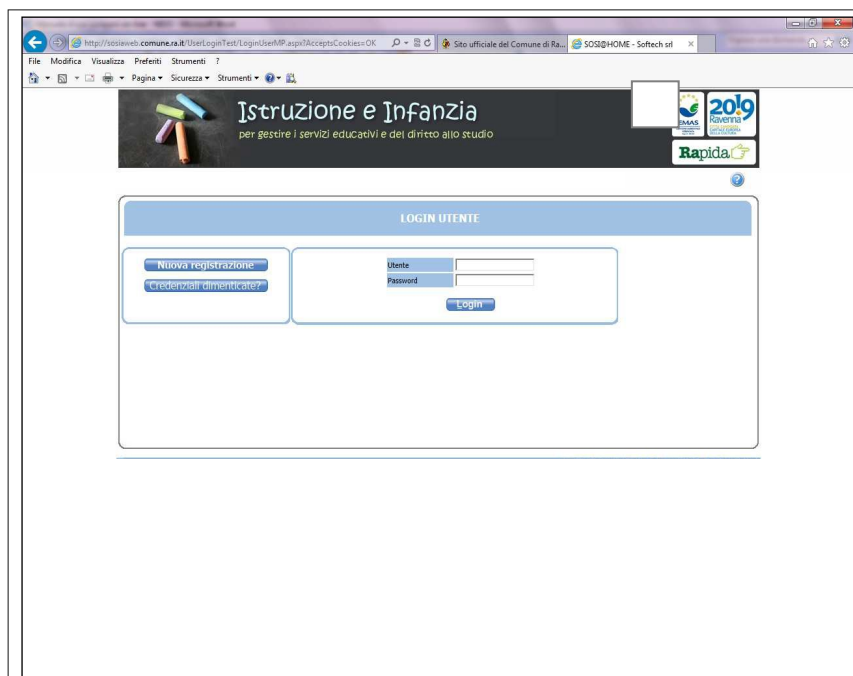 http://sosiaweb.comune.ra.it/UserLoginTest/LoginUserMP.aspx?AcceptsCookies=OK
Sito ufficiale del Comune di Ra...
SOSI@HOME - Softech srl
File Modifica Visualizza Preferiti Strumenti ?
Pagina Sicurezza Strumenti
Istruzione e Infanzia
per gestire i servizi educativi e del diritto allo studio
EMAS
2019
Ravenna
Rapida
LOGIN UTENTE
Nuova registrazione
Credenziali dimenticate?
Utente
Password
Login